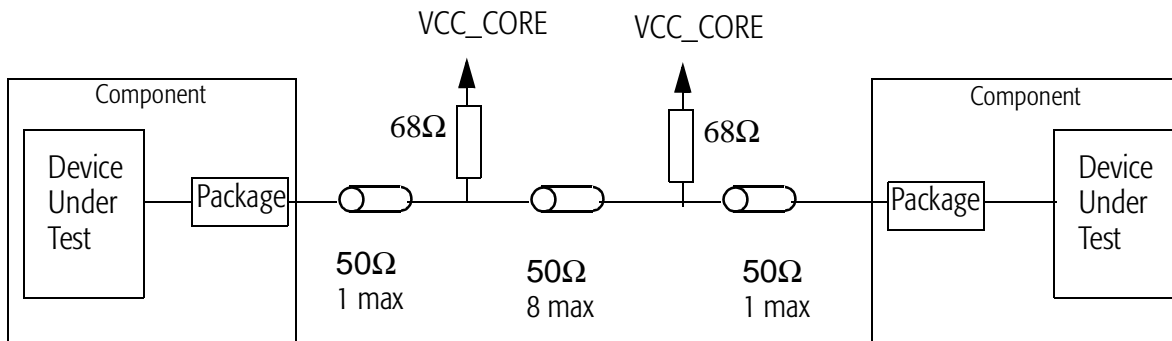 VCC_CORE
VCC_CORE
Component
Component
68Ω
68Ω
Device
Under
Test
Package
Package
Device
Under
Test
50Ω
1 max
50Ω
8 max
50Ω
1 max